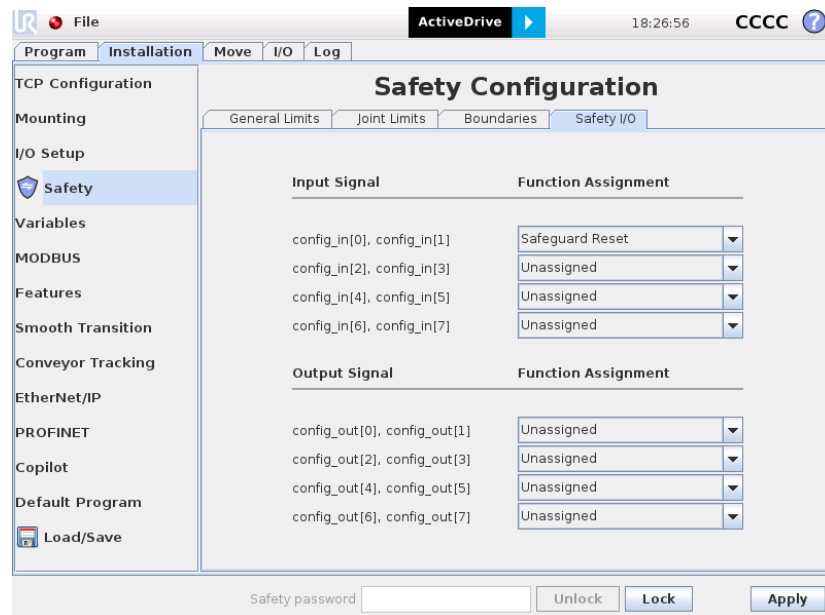 UR File ActiveDrive 18:26:56 CCCC ?
Program Installation Move I/O Log
TCP Configuration
Mounting
I/O Setup
Safety
Variables
MODBUS
Features
Smooth Transition
Conveyor Tracking
EtherNet/IP
PROFINET
Copilot
Default Program
Load/Save
Safety Configuration
General Limits Joint Limits Boundaries Safety I/O
Input Signal Function Assignment
config_in[0], config_in[1] Safeguard Reset
config_in[2], config_in[3] Unassigned
config_in[4], config_in[5] Unassigned
config_in[6], config_in[7] Unassigned
Output Signal Function Assignment
config_out[0], config_out[1] Unassigned
config_out[2], config_out[3] Unassigned
config_out[4], config_out[5] Unassigned
config_out[6], config_out[7] Unassigned
Safety password Unlock Lock Apply